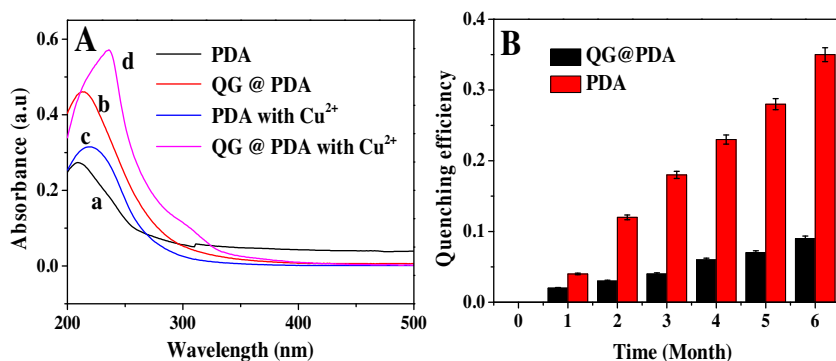 A
PDA
QG @ PDA
PDA with Cu²⁺
QG @ PDA with Cu²⁺
d
b
c
a
0.6
0.4
0.2
0.0
200
300
400
500
Absorbance (a.u)
Wavelength (nm)
B
QG@PDA
PDA
0.4
0.3
0.2
0.1
0.0
0
1
2
3
4
5
6
Quenching efficiency
Time (Month)